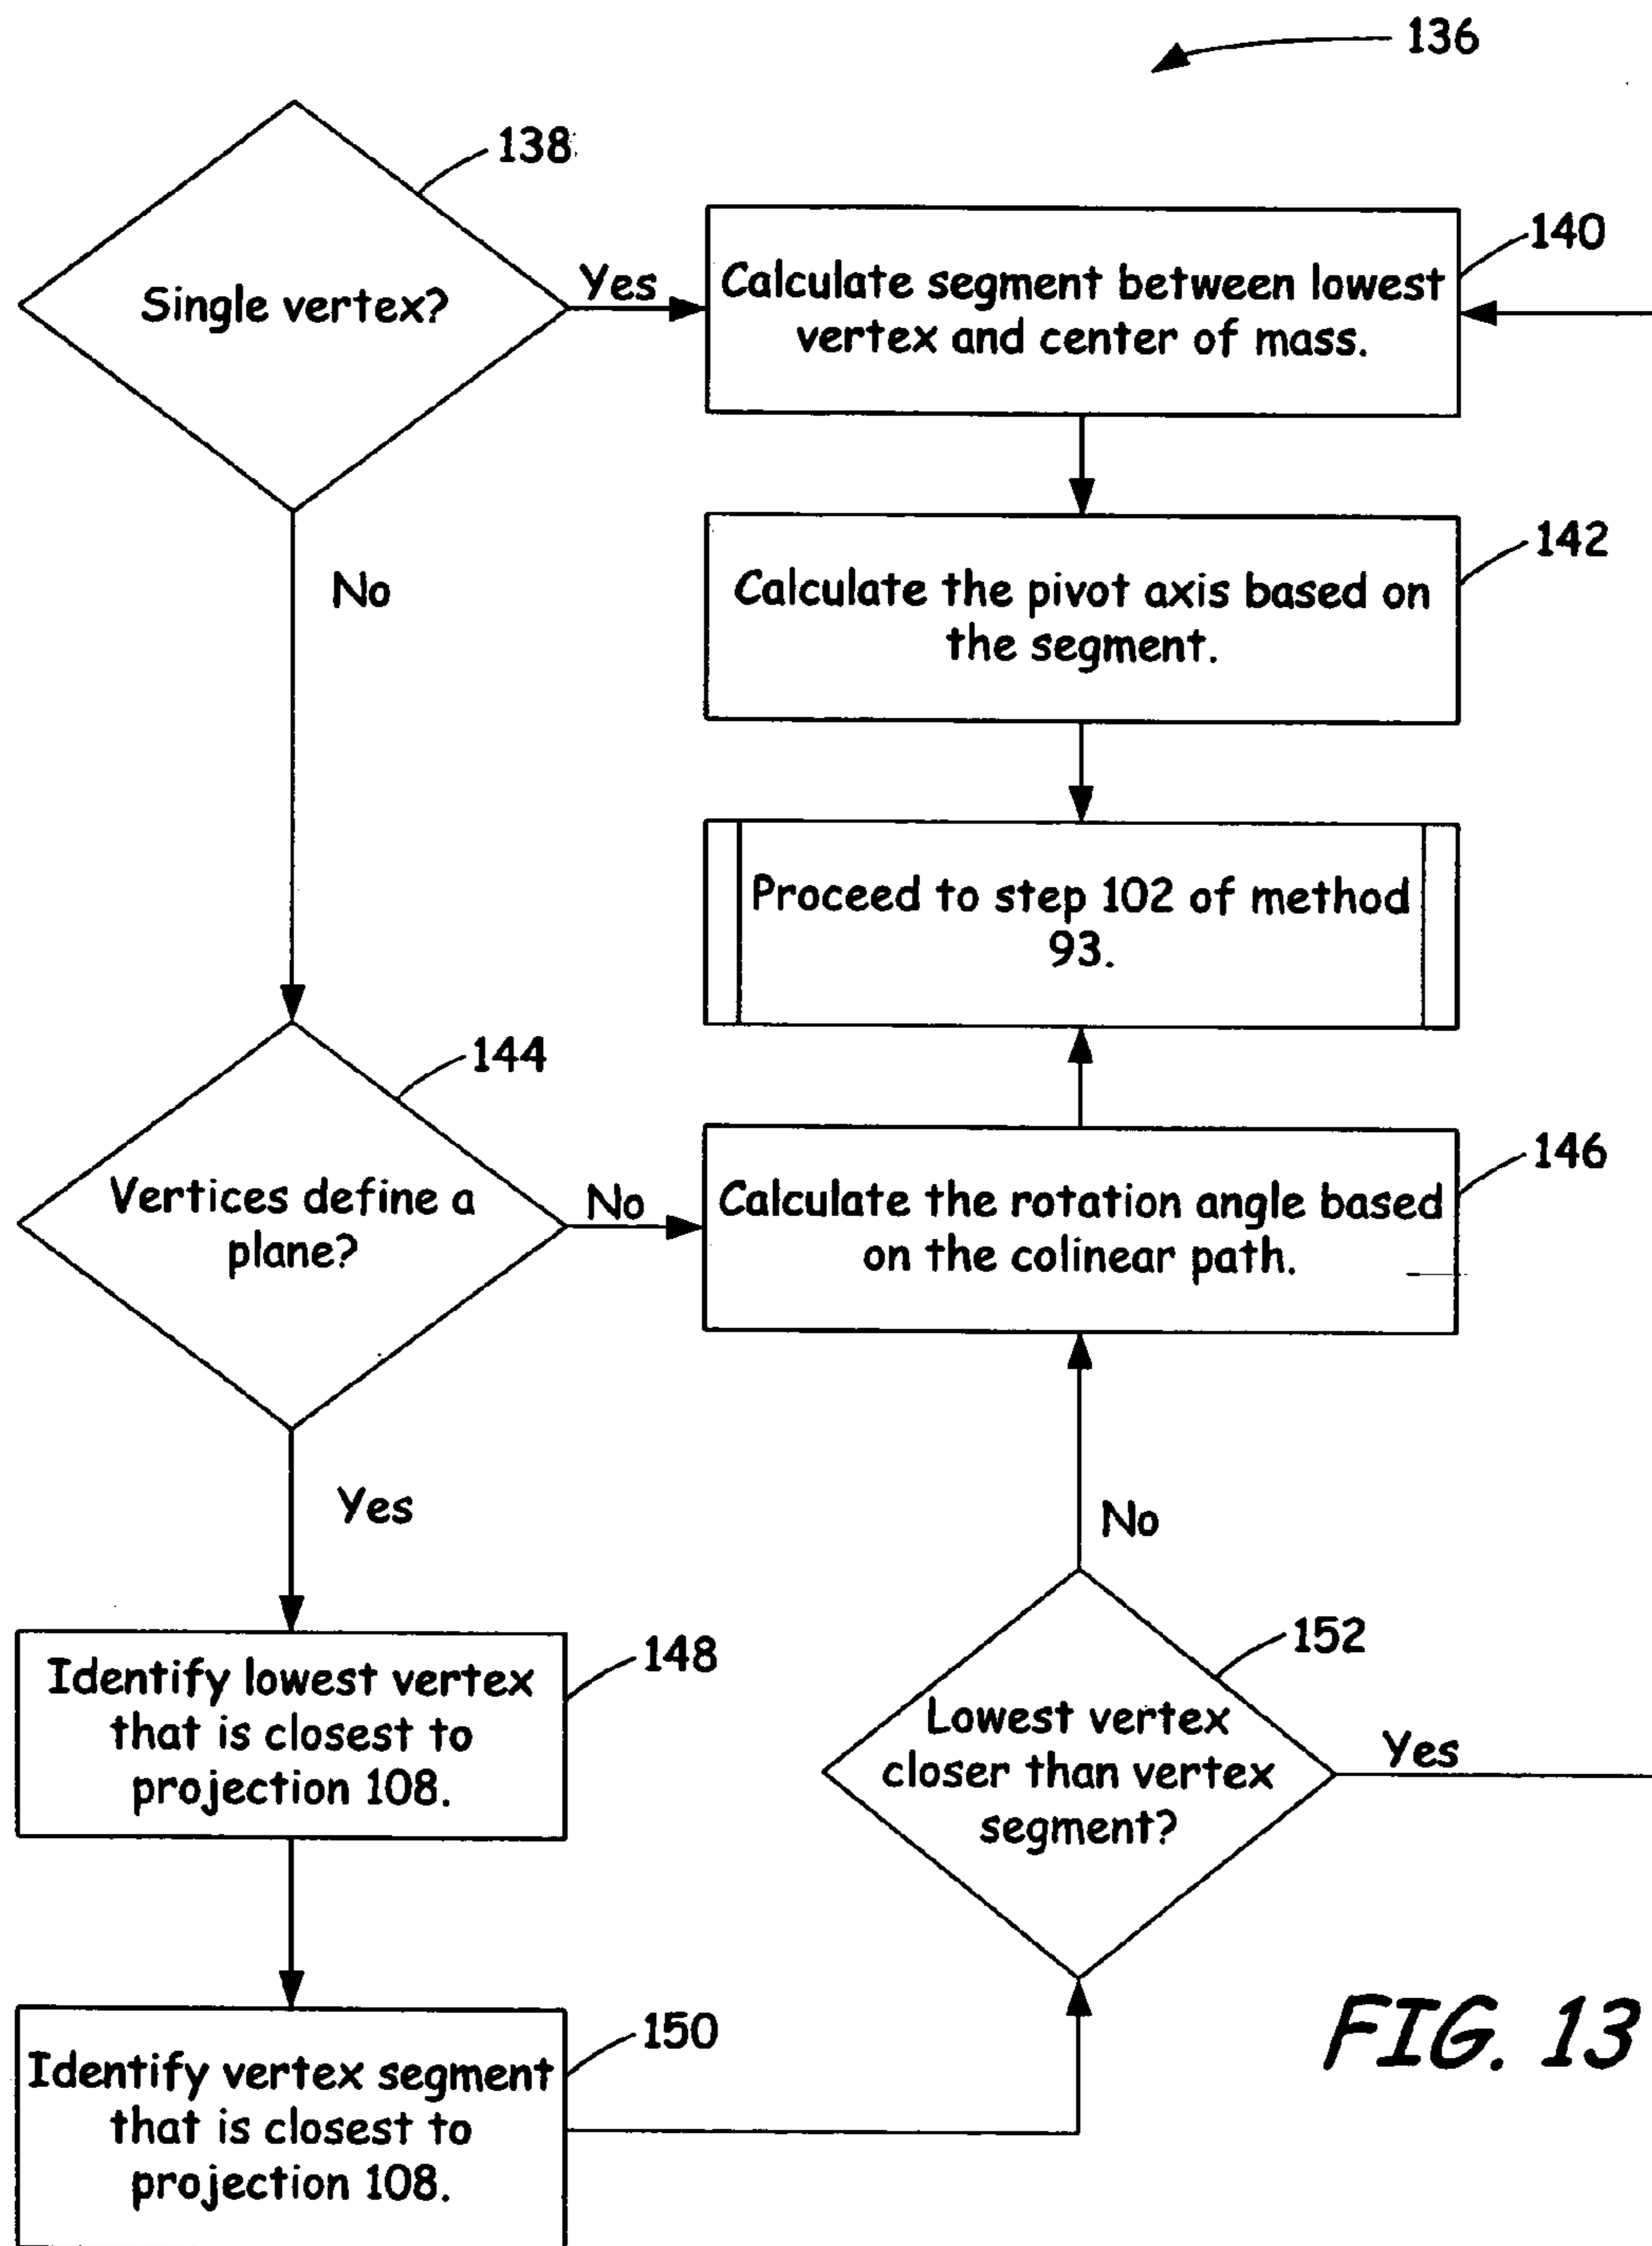 136
138
Single vertex?
Yes
Calculate segment between lowest
vertex and center of mass.
140
No
Calculate the pivot axis based on
the segment.
142
Proceed to step 102 of method
93.
144
Vertices define a
plane?
No
Calculate the rotation angle based
on the colinear path.
146
Yes
No
148
Identify lowest vertex
that is closest to
projection 108.
152
Lowest vertex
closer than vertex
segment?
Yes
150
Identify vertex segment
that is closest to
projection 108.
FIG. 13